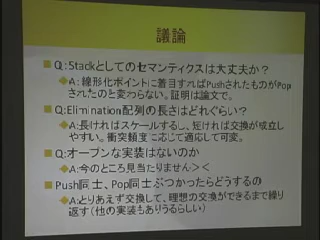 議論
Q:Stackとしてのセマンティクスは大丈夫か?
A:線形化ポイントに着目すればPushされたものがPop
されたのと変わらない。証明は論文で。
Q:Elimination配列の長さはどれぐらい?
A:長ければスケールするし、短ければ交換が成立し
やすい。衝突頻度に応じて適応して可変。
Q:オープンな実装はないのか
A:今のところ見当たりません><
Push同士、Pop同士ぶつかったらどうするの
A:とりあえず交換して、理想の交換ができるまで繰り
返す(他の実装もありうるらしい)